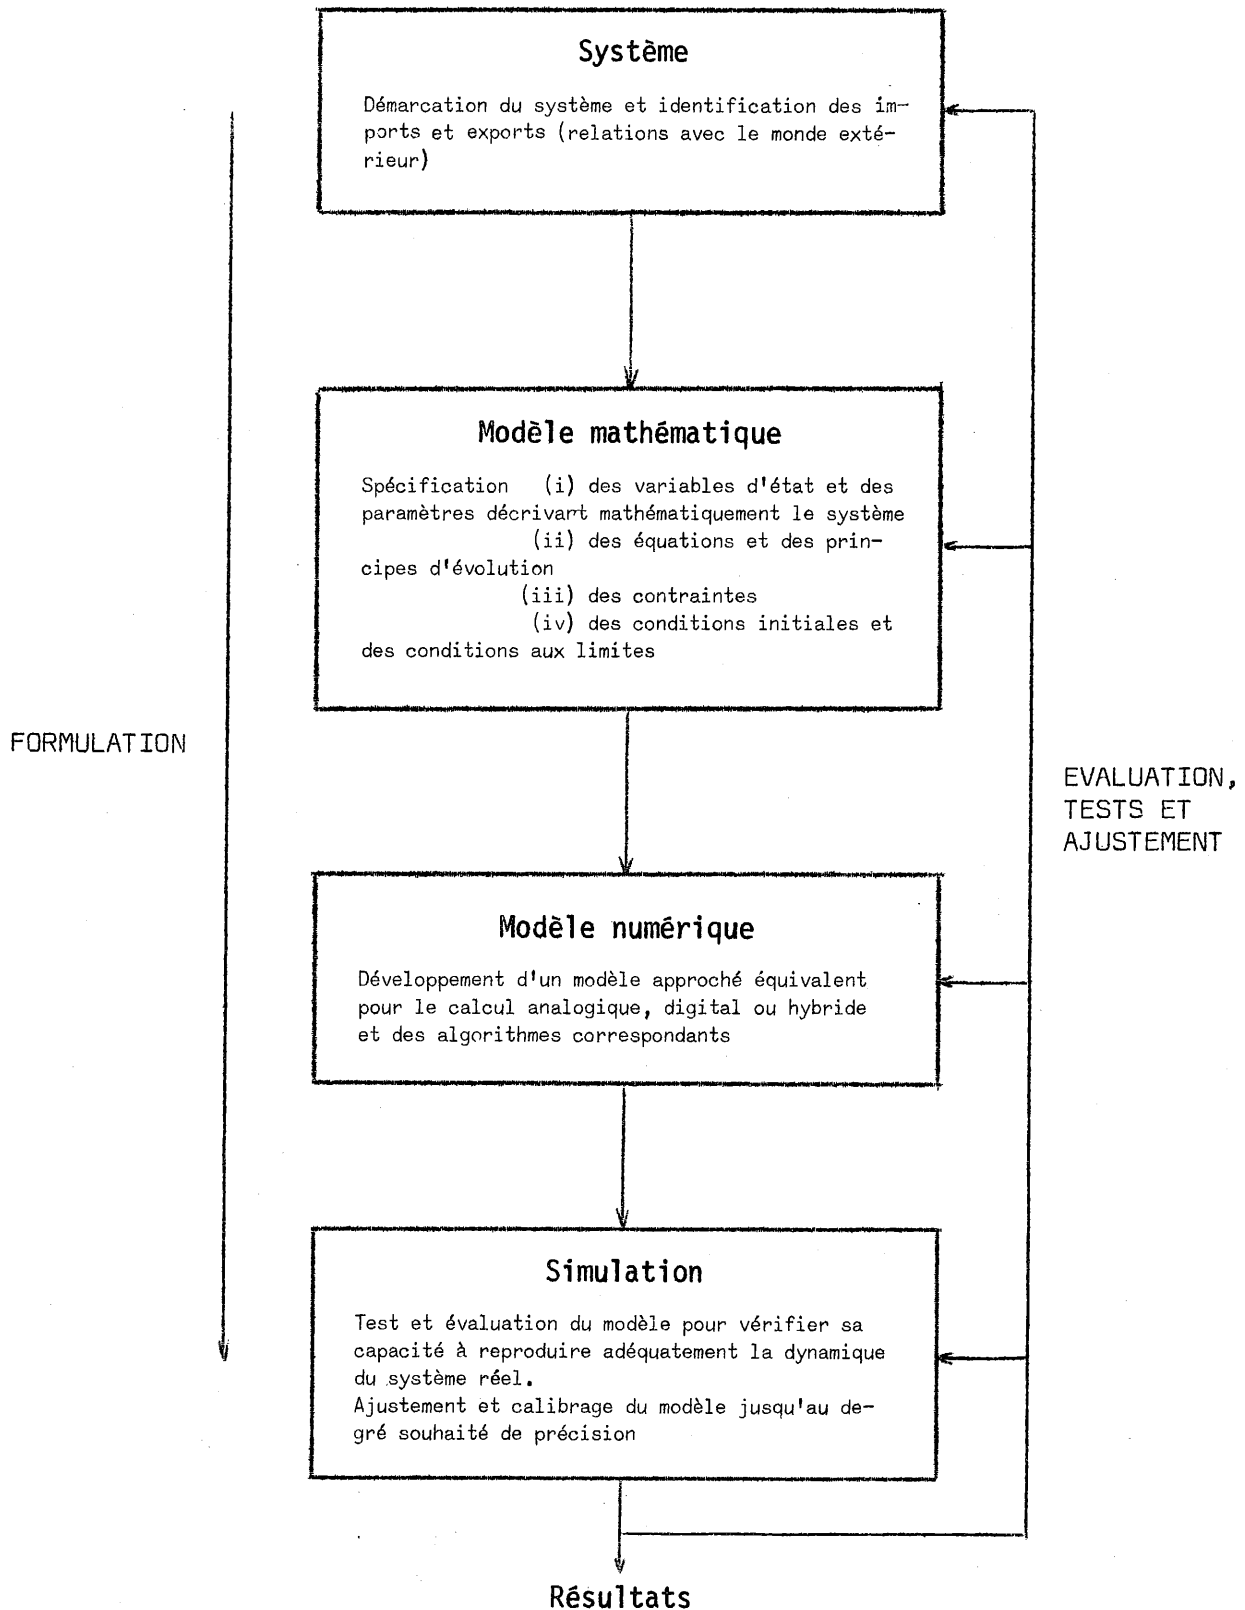 Système
Démarcation du système et identification des im-
ports et exports (relations avec le monde exté-
rieur)
Modèle mathématique
Spécification (i) des variables d'état et des
paramètres décrivart mathématiquement le système
(ii) des équations et des prin-
cipes d'évolution
(iii) des contraintes
(iv) des conditions initiales et
des conditions aux limites
FORMULATION
EVALUATION,
TESTS ET
AJUSTEMENT
Modèle numérique
Développement d'un modèle approché équivalent
pour le calcul analogique, digital ou hybride
et des algorithmes correspondants
Simulation
Test et évaluation du modèle pour vérifier sa
capacité à reproduire adéquatement la dynamique
du système réel.
Ajustement et calibrage du modèle jusqu'au de-
gré souhaité de précision
Résultats